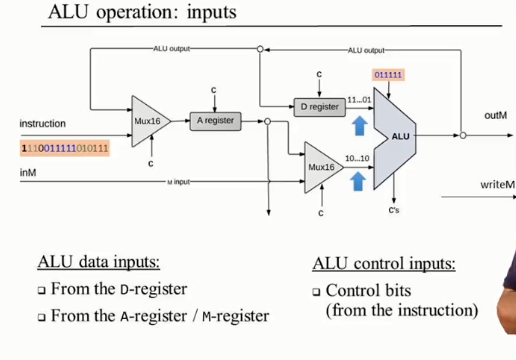 ALU operation: inputs
ALU output
ALU output
C
011111
C
11...01
D register
instruction
Mux16
A register
ALU
outM
1110011111010111
10...10
Mux16
inM
C
M input
writeM
C
C's
ALU data inputs:
From the D-register
From the A-register / M-register
ALU control inputs:
Control bits
(from the instruction)